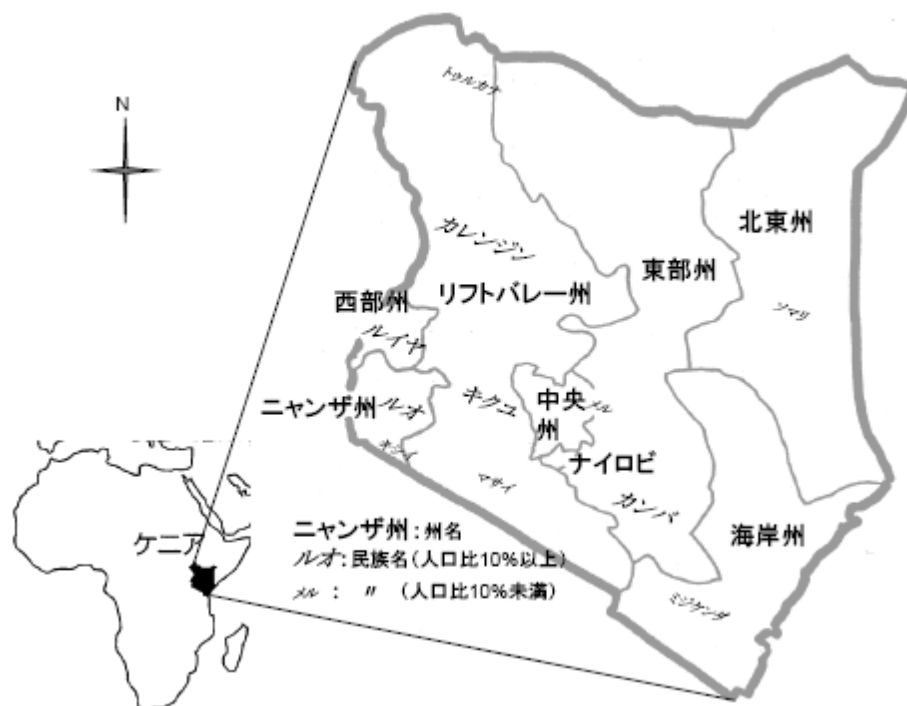 N
トゥルカナ
北東州
カレンジン
東部州
西部州
リフトバレー州
ソマリ
ルイヤ
ニャンザ州
ルオ
キクユ
中央
州
メル
キシイ
マサイ
ナイロビ
カンバ
海岸州
ケニア
ニャンザ州:州名
ルオ:民族名(人口比10%以上)
メル: 〃 (人口比10%未満)
ミジケンダ